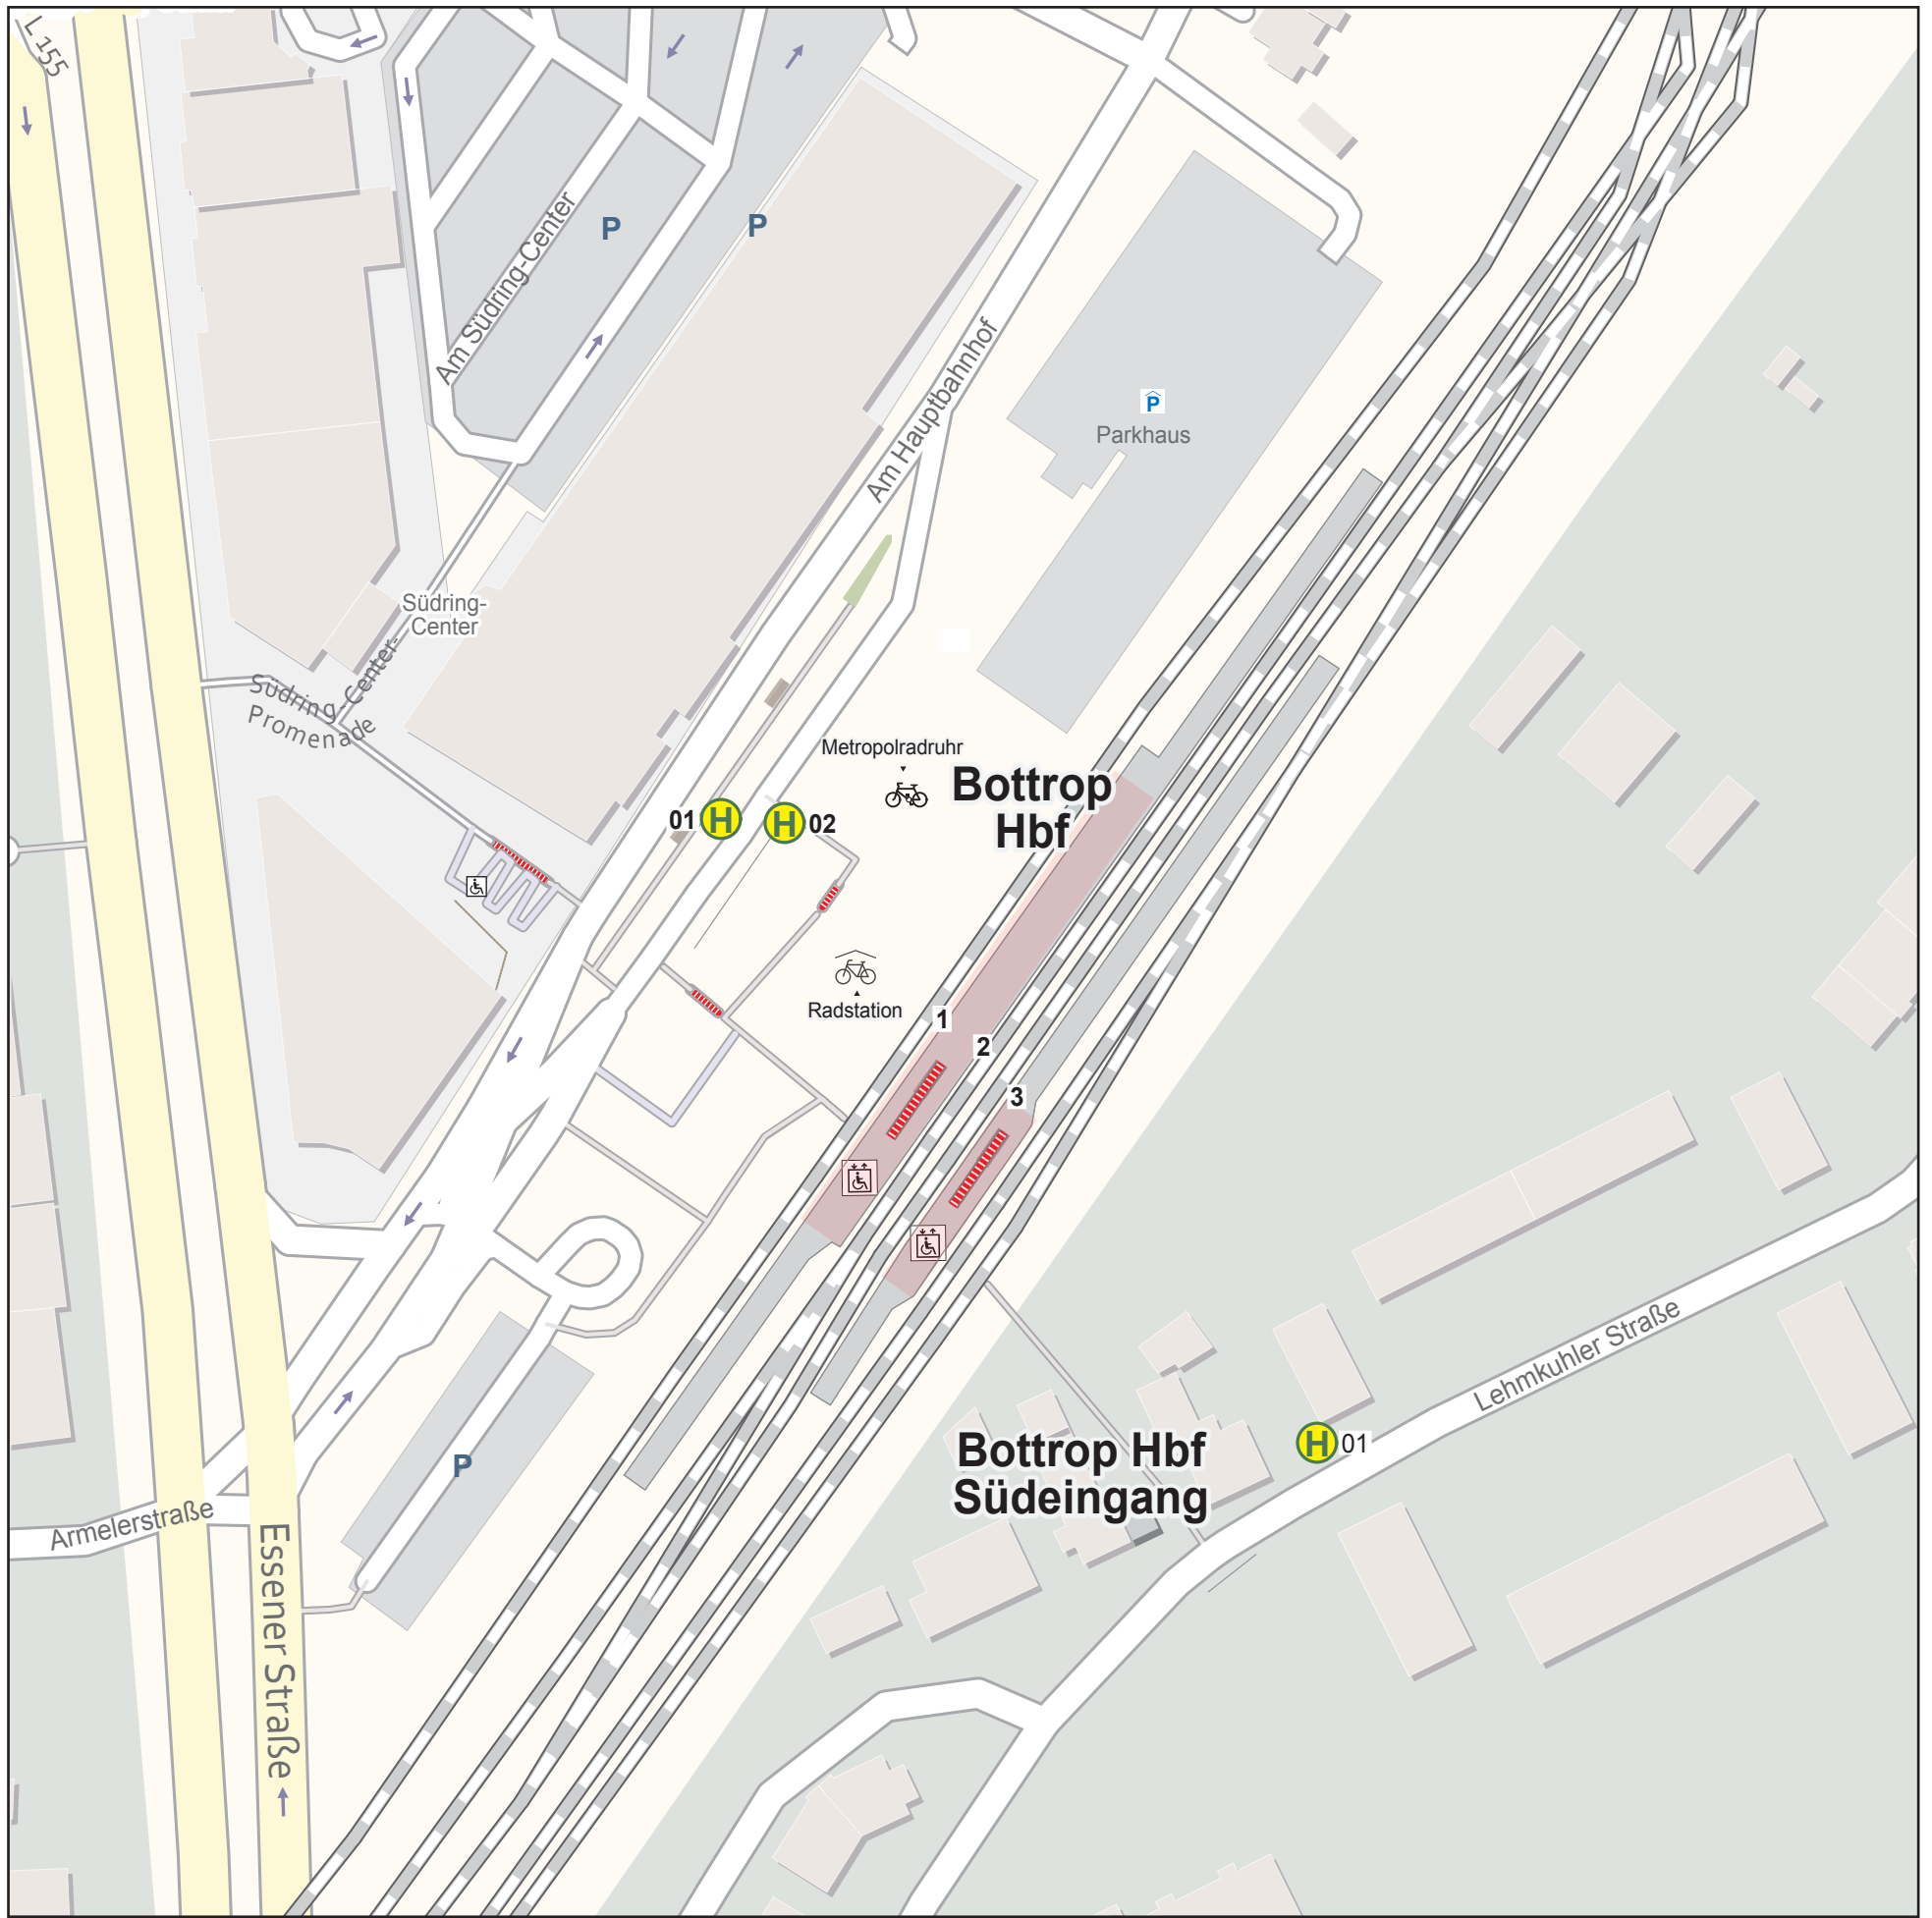 L 155
P
P
Am Südring-Center
Am Hauptbahnhof
P
Parkhaus
Südring-
Center
Südring-Center-
Promenade
Metropolradruhr
Bottrop
Hbf
01 H
H 02
Radstation
1
2
3
Lehmkuhler Straße
H 01
Bottrop Hbf
Südeingang
P
Armelerstraße
Essener Straße